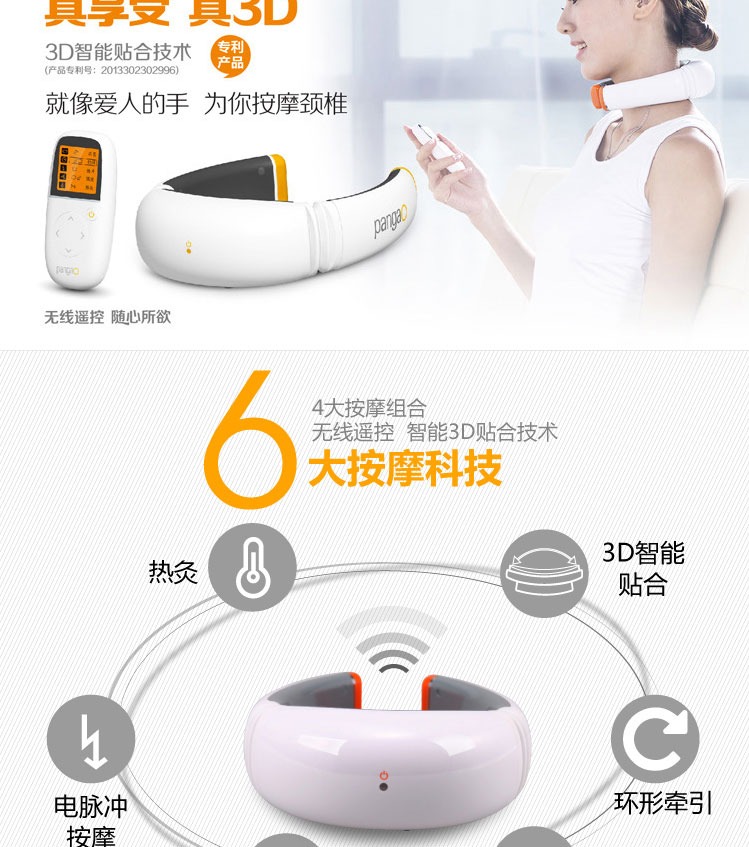 真享受 真3D
3D智能贴合技术
专利
产品
(产品专利号：2013302302996)
就像爱人的手 为你按摩颈椎
pangao
pangao
无线遥控 随心所欲
6
4大按摩组合
无线遥控 智能3D贴合技术
大按摩科技
热灸
3D智能
贴合
电脉冲
按摩
环形牵引